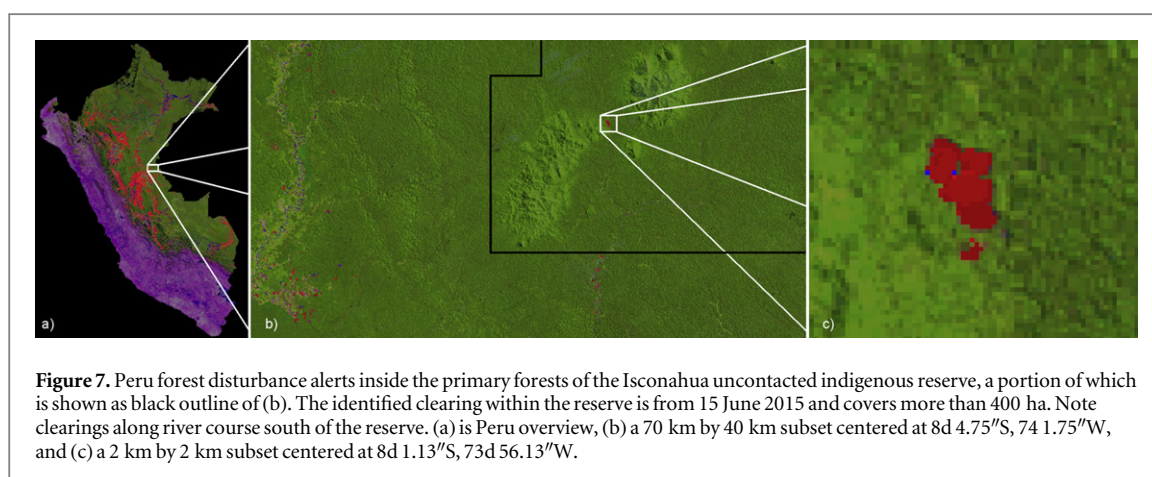 a)
b)
c)
Figure 7. Peru forest disturbance alerts inside the primary forests of the Isconahua uncontacted indigenous reserve, a portion of which
is shown as black outline of (b). The identified clearing within the reserve is from 15 June 2015 and covers more than 400 ha. Note
clearings along river course south of the reserve. (a) is Peru overview, (b) a 70 km by 40 km subset centered at 8d 4.75″S, 74 1.75″W,
and (c) a 2 km by 2 km subset centered at 8d 1.13″S, 73d 56.13″W.